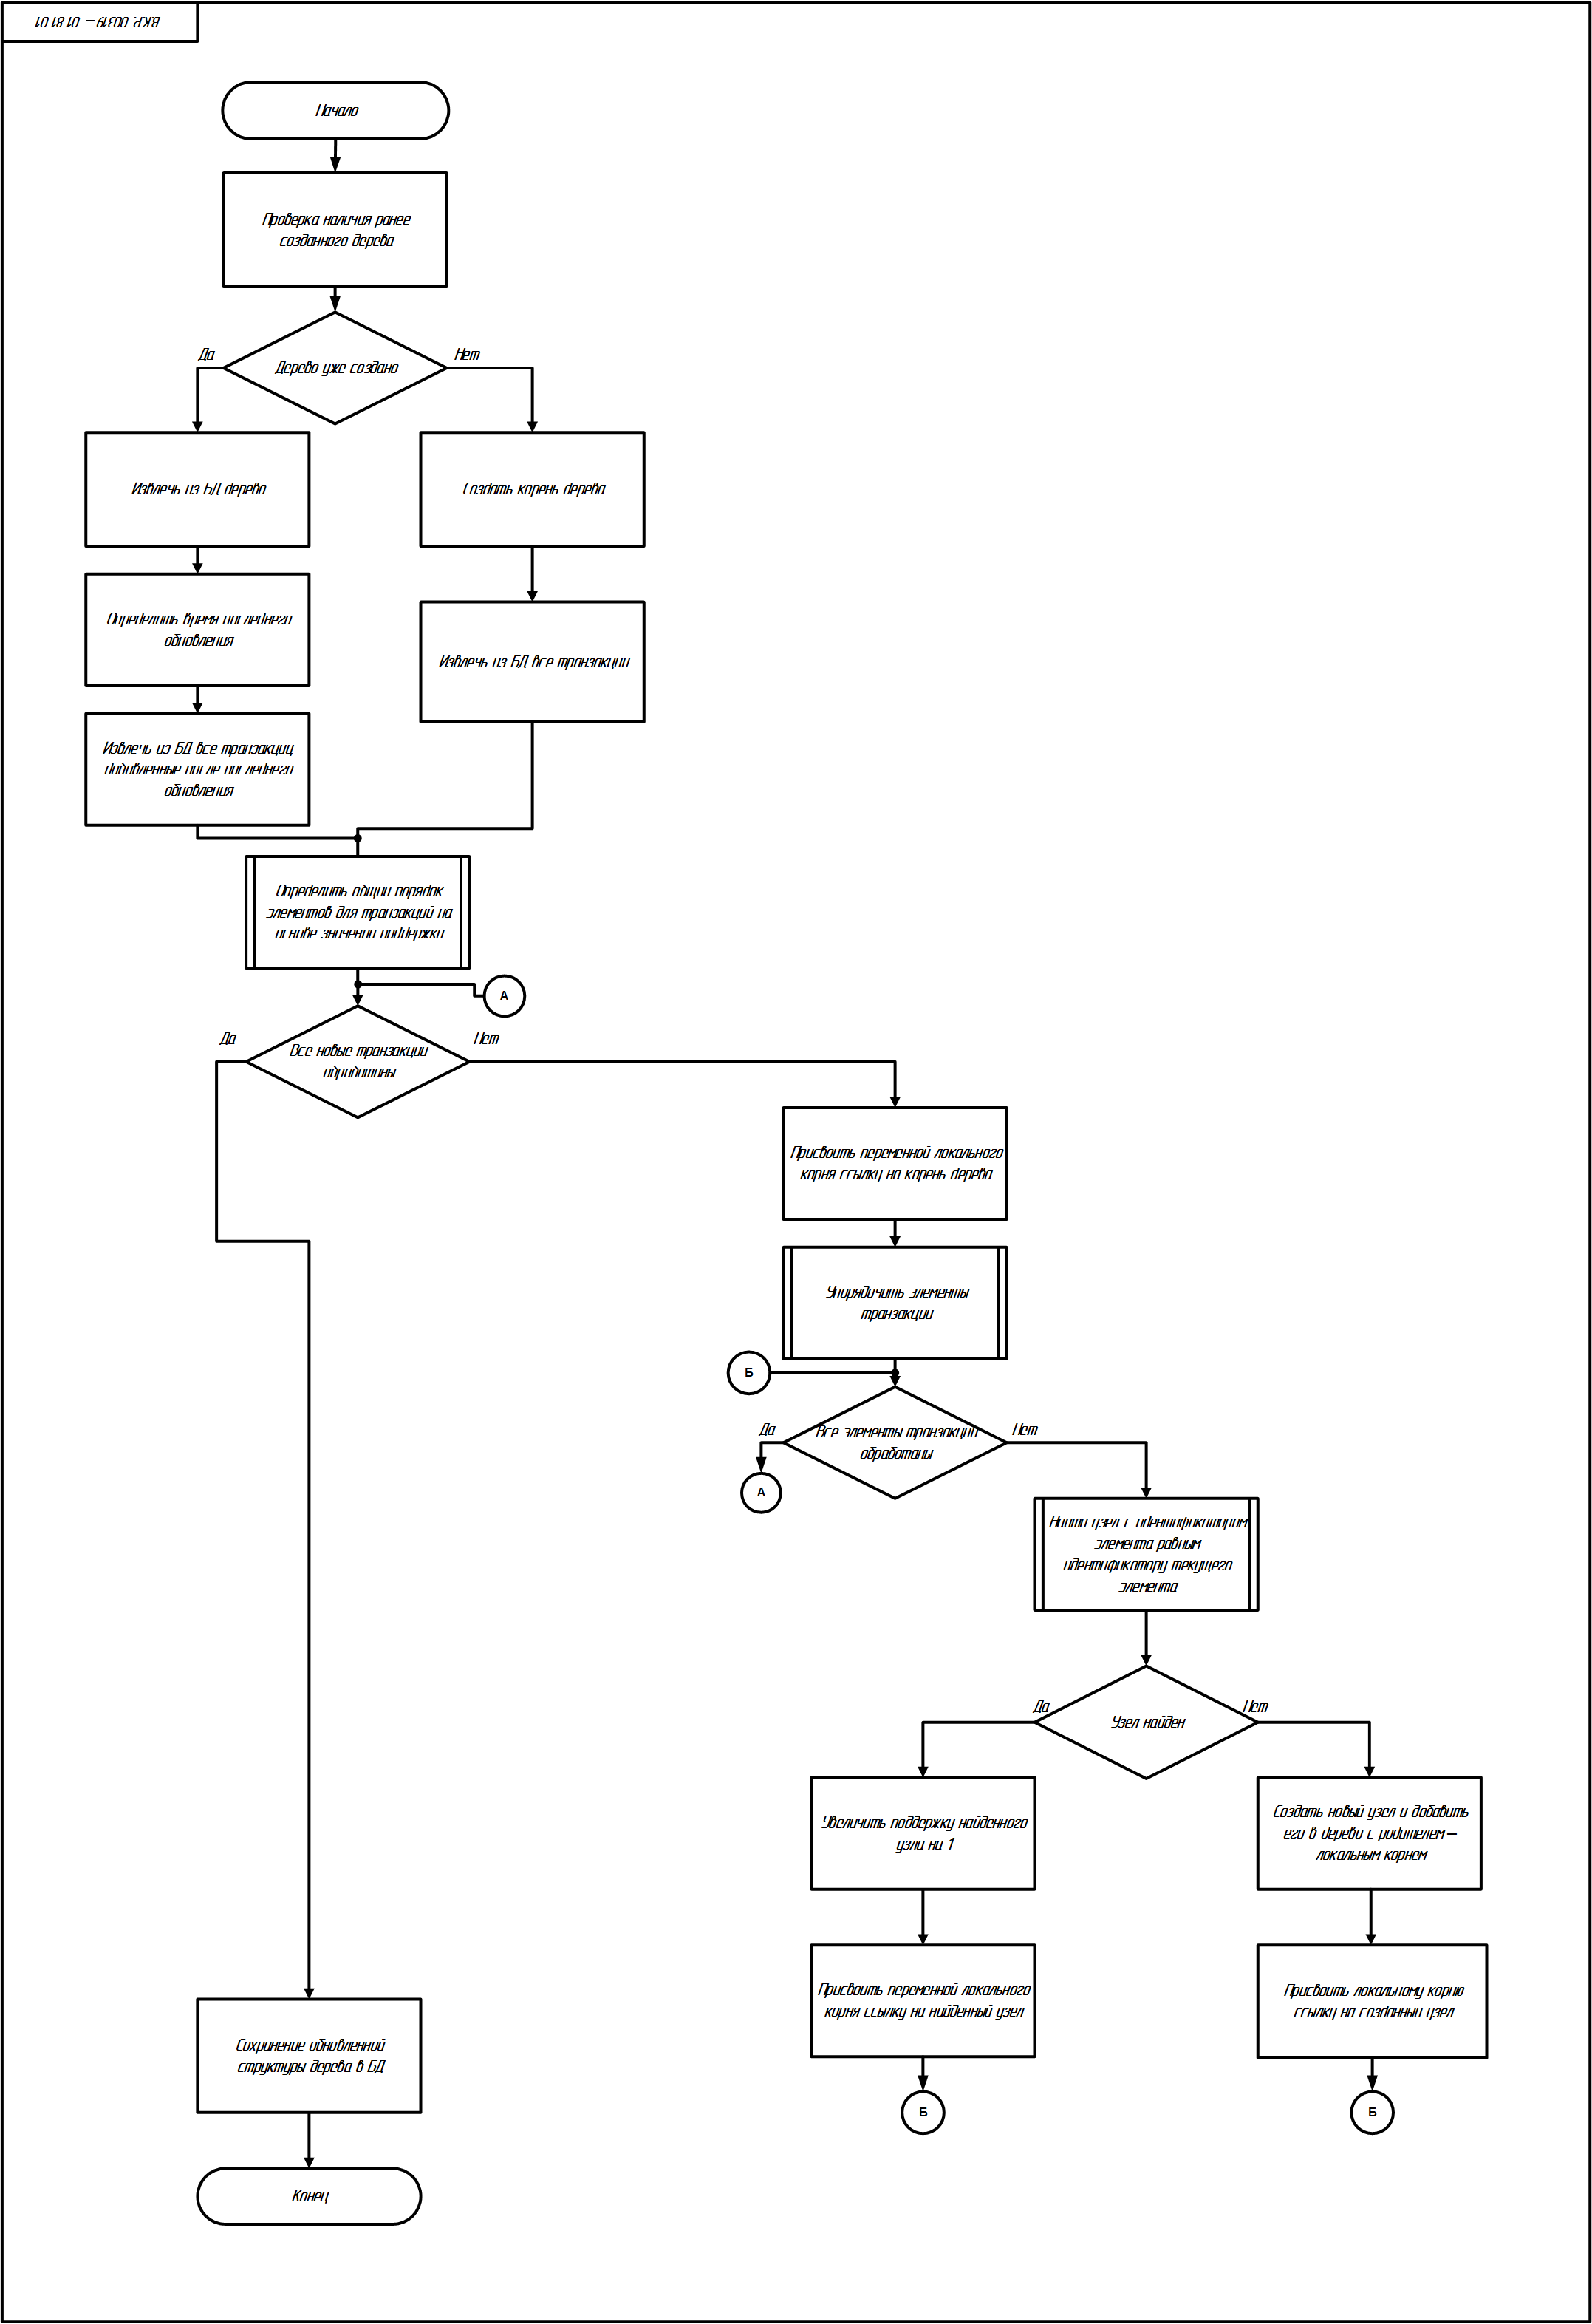 ВКР. 00319 – 01 81 01
Начало
Проверка наличия ранее
созданного дерева
Дерево уже создано
Да
Нет
Извлечь из БД дерево
Создать корень дерева
Определить время последнего
обновления
Извлечь из БД все транзакции
Извлечь из БД все транзакции,
добавленные после последнего
обновления
Определить общий порядок
элементов для транзакций на
основе значений поддержки
А
Да
Нет
Все новые транзакции
обработаны
Присвоить переменной локального
корня ссылку на корень дерева
Упорядочить элементы
транзакции
Б
Да
Нет
Все элементы транзакций
обработаны
А
Найти узел с идентификатором
элемента равным
идентификатору текущего
элемента
Да
Нет
Узел найден
Увеличить поддержку найденного
узла на 1
Создать новый узел и добавить
его в дерево с родителем –
локальным корнем
Присвоить переменной локального
корня ссылку на найденный узел
Присвоить локальному корню
ссылку на созданный узел
Сохранение обновленной
структуры дерева в БД
Б
Б
Конец